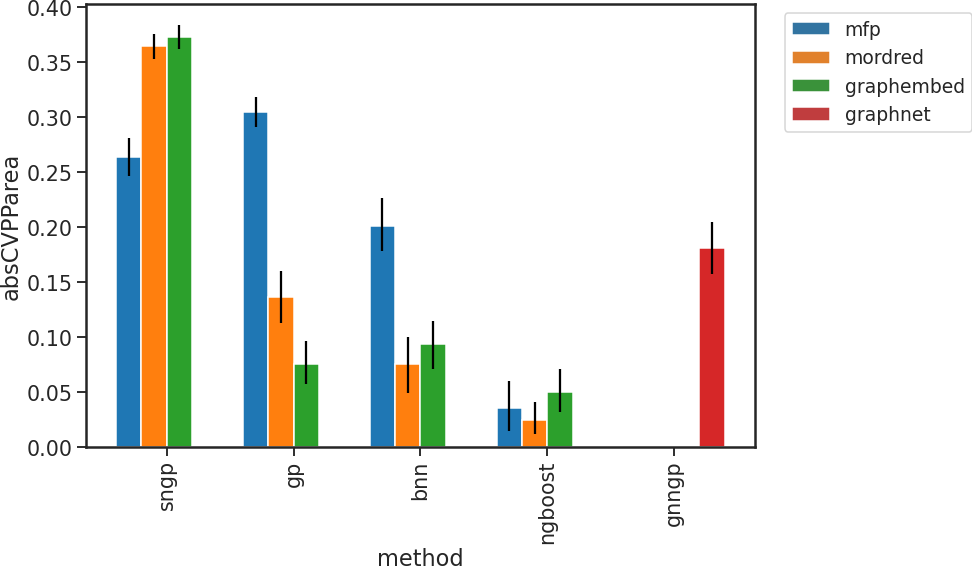 absCVPParea
0.40
0.35
0.30
0.25
0.20
0.15
0.10
0.05
0.00
sngp
gp
bnn
ngboost
gnngp
method
mfp
mordred
graphembed
graphnet